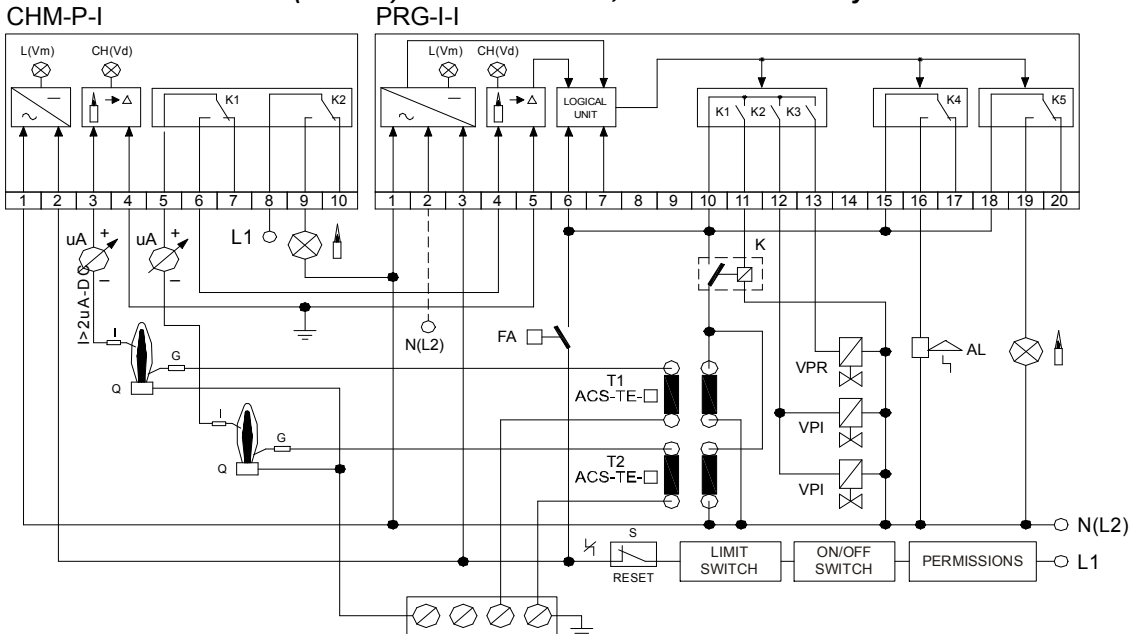 CHM-P-I
PRG-I-I
L(Vm) CH(Vd)
L(Vm) CH(Vd)
K1 K2
LOGICAL
UNIT
K1 K2 K3
K4
K5
1 2 3 4 5 6 7 8 9 10
1 2 3 4 5 6 7 8 9 10 11 12 13 14 15 16 17 18 19 20
uA + –
uA + –
L1
I>2uA-DC
K
N(L2)
FA
I
G
Q
T1
ACS-TE-
VPR
AL
I
G
Q
T2
ACS-TE-
VPI
VPI
N(L2)
S
RESET
LIMIT
SWITCH
ON/OFF
SWITCH
PERMISSIONS
L1